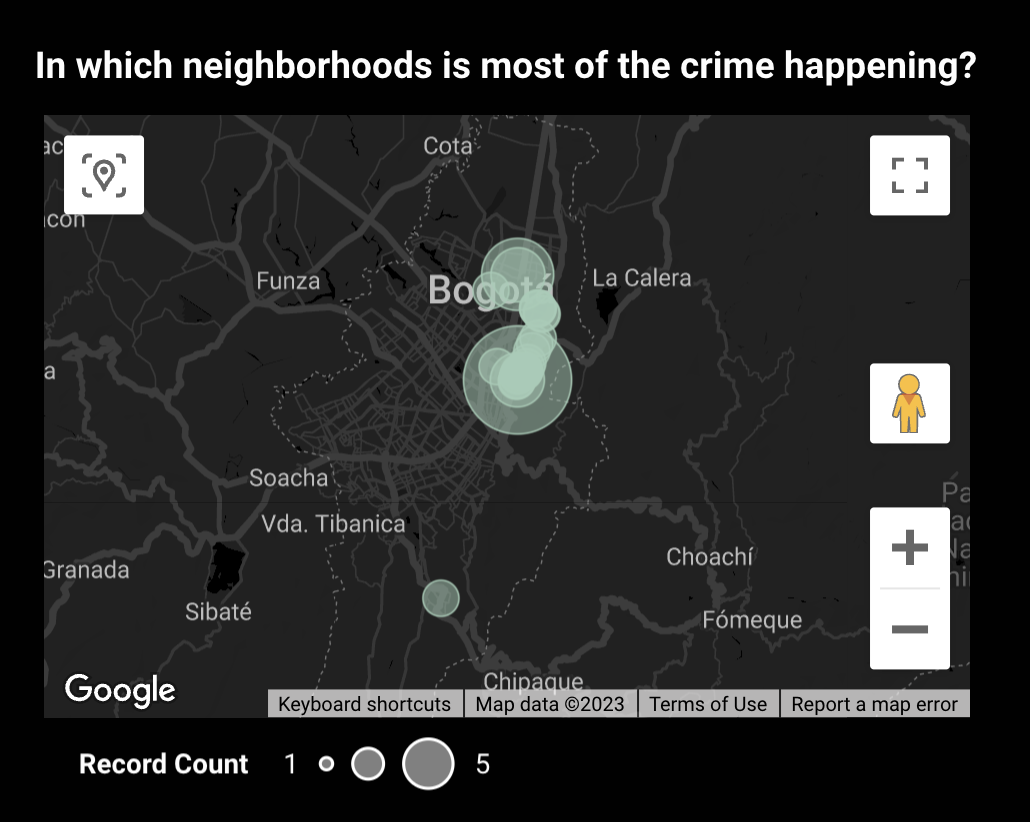 In which neighborhoods is most of the crime happening?
Cota
Funza
Bogotá
La Calera
a
Soacha
Vda. Tibanica
Granada
Choachí
Sibaté
Fómeque
Chipaque
Google
Keyboard shortcuts
Map data ©2023
Terms of Use
Report a map error
Record Count 1 5